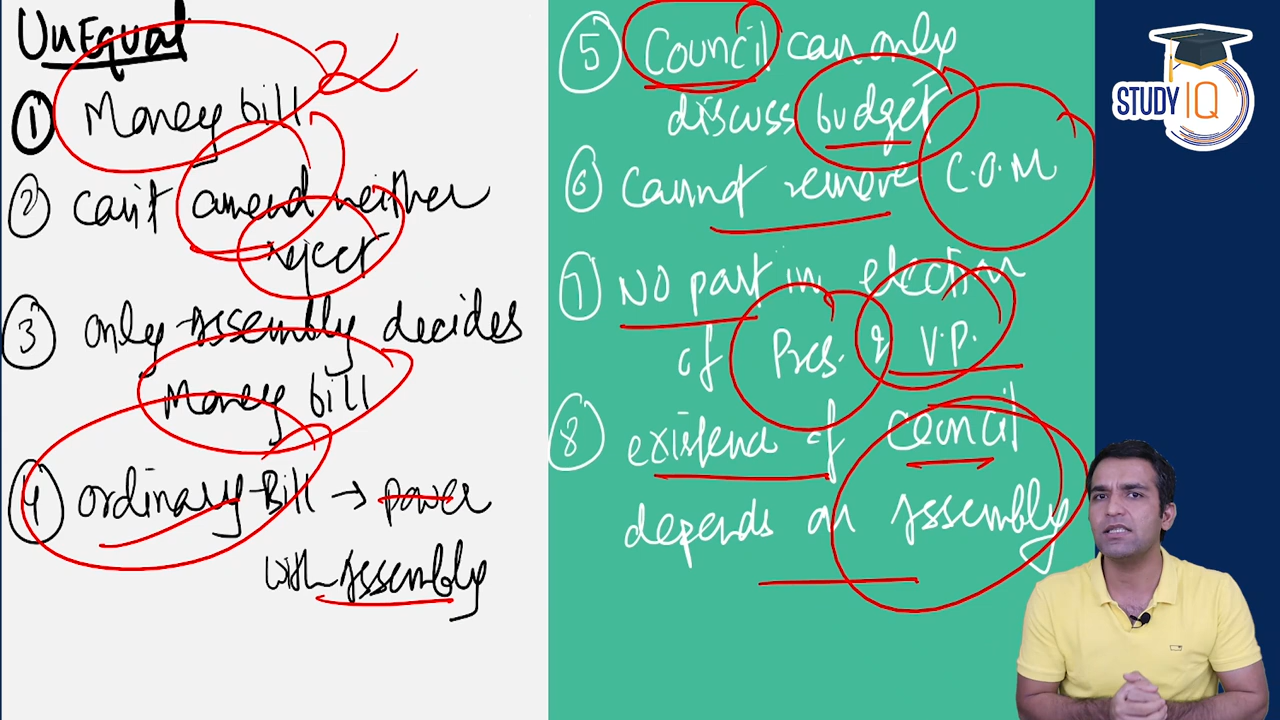 UnEqual
① Money bill
② can't amend neither
reject
③ only assembly decides
Money bill
④ ordinary Bill → power
with assembly
⑤ Council can only
discuss budget
⑥ cannot remove C.O.M
⑦ NO part in election
of Pres. & V.P.
⑧ existence of Council
depends on assembly
STUDY IQ